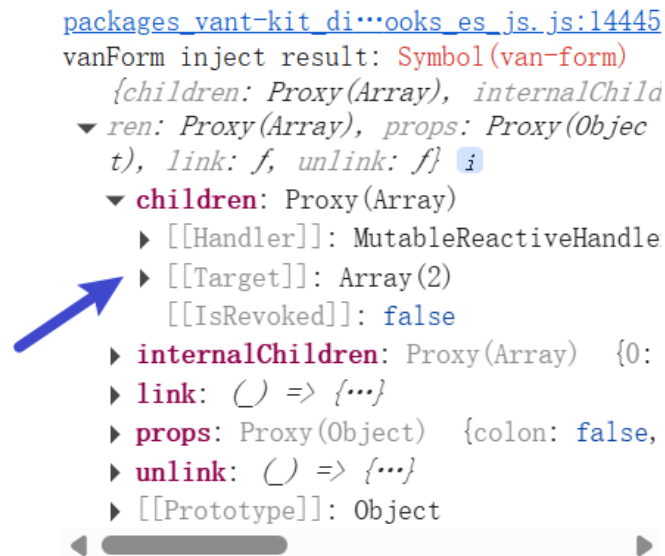 packages_vant-kit_di…ooks_es_js.js:14445
vanForm inject result: Symbol(van-form)
{children: Proxy(Array), internalChild
▼ ren: Proxy(Array), props: Proxy(Objec
t), link: f, unlink: f} i
▼ children: Proxy(Array)
▶ [[Handler]]: MutableReactiveHandle
▶ [[Target]]: Array(2)
[[IsRevoked]]: false
▶ internalChildren: Proxy(Array) {0:
▶ link: (_) => {…}
▶ props: Proxy(Object) {colon: false,
▶ unlink: (_) => {…}
▶ [[Prototype]]: Object